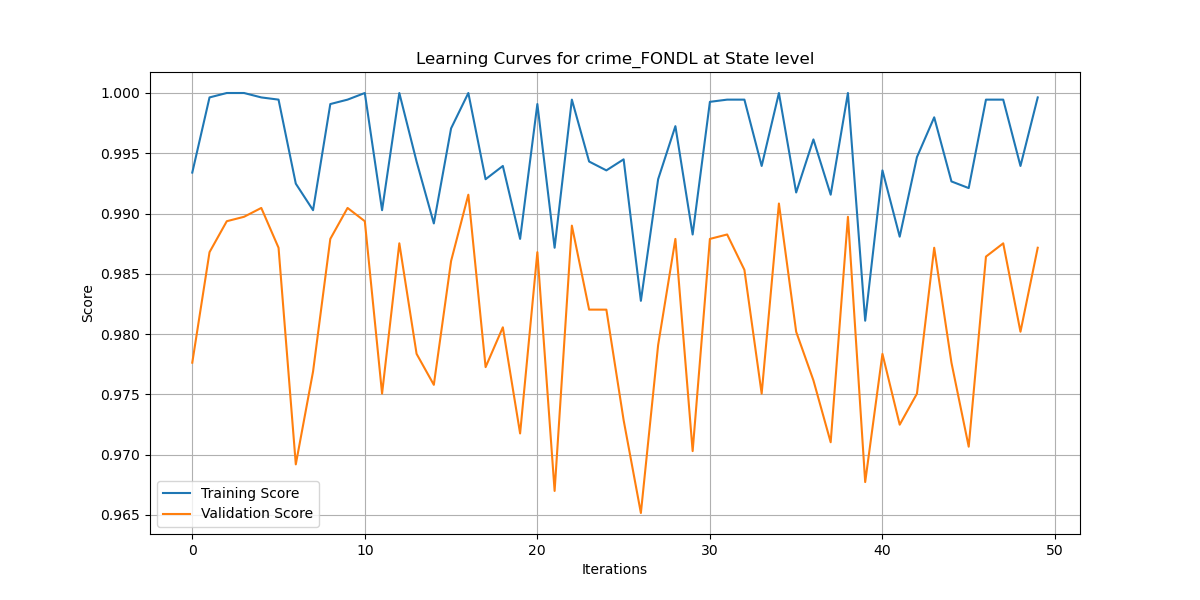 Learning Curves for crime_FONDL at State level
Score
1.000
0.995
0.990
0.985
0.980
0.975
0.970
0.965
Training Score
Validation Score
0 10 20 30 40 50
Iterations